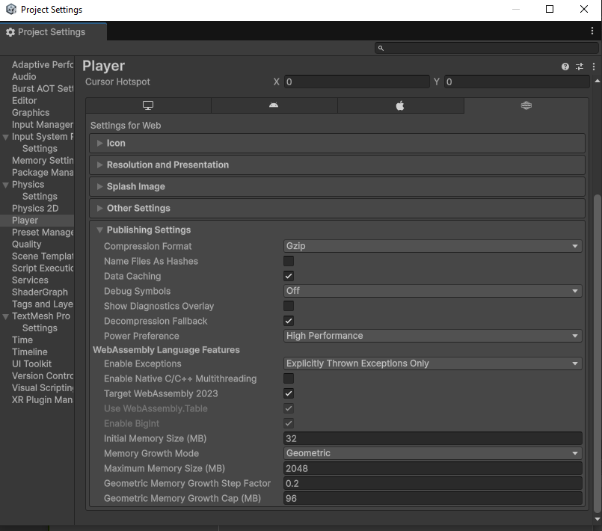 Project Settings
Project Settings
Adaptive Perfo
Audio
Burst AOT Sett
Editor
Graphics
Input Manager
Input System P
Settings
Memory Settin
Package Mana
Physics
Settings
Physics 2D
Player
Preset Manage
Quality
Scene Templat
Script Executio
Services
ShaderGraph
Tags and Laye
TextMesh Pro
Settings
Time
Timeline
UI Toolkit
Version Contro
Visual Scripting
XR Plugin Man
Player
Cursor Hotspot X 0 Y 0
Settings for Web
Icon
Resolution and Presentation
Splash Image
Other Settings
Publishing Settings
Compression Format Gzip
Name Files As Hashes
Data Caching
Debug Symbols Off
Show Diagnostics Overlay
Decompression Fallback
Power Preference High Performance
WebAssembly Language Features
Enable Exceptions Explicitly Thrown Exceptions Only
Enable Native C/C++ Multithreading
Target WebAssembly 2023
Use WebAssembly.Table
Enable BigInt
Initial Memory Size (MB) 32
Memory Growth Mode Geometric
Maximum Memory Size (MB) 2048
Geometric Memory Growth Step Factor 0.2
Geometric Memory Growth Cap (MB) 96